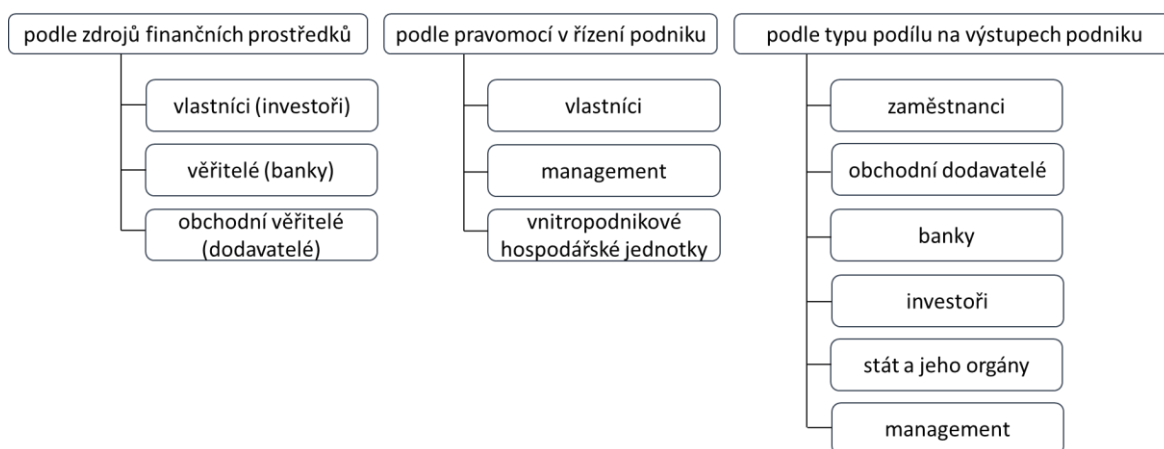 podle zdrojů finančních prostředků
vlastníci (investoři)
věřitelé (banky)
obchodní věřitelé
(dodavatelé)
podle pravomocí v řízení podniku
vlastníci
management
vnitropodnikové
hospodářské jednotky
podle typu podílu na výstupech podniku
zaměstnanci
obchodní dodavatelé
banky
investoři
stát a jeho orgány
management